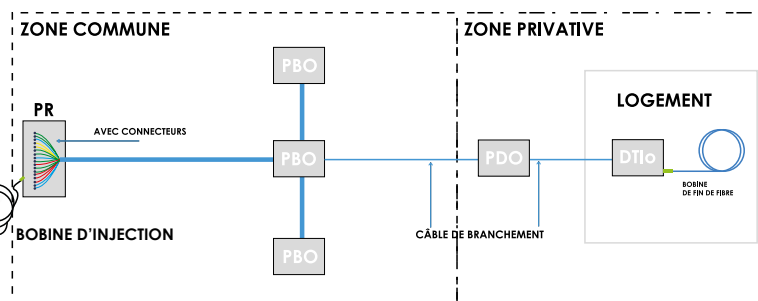 ZONE COMMUNE
ZONE PRIVATIVE
PBO
LOGEMENT
PR
AVEC CONNECTEURS
PBO
PDO
DTIo
BOBÎNE
DE FIN DE FIBRE
BOBINE D'INJECTION
CÂBLE DE BRANCHEMENT
PBO